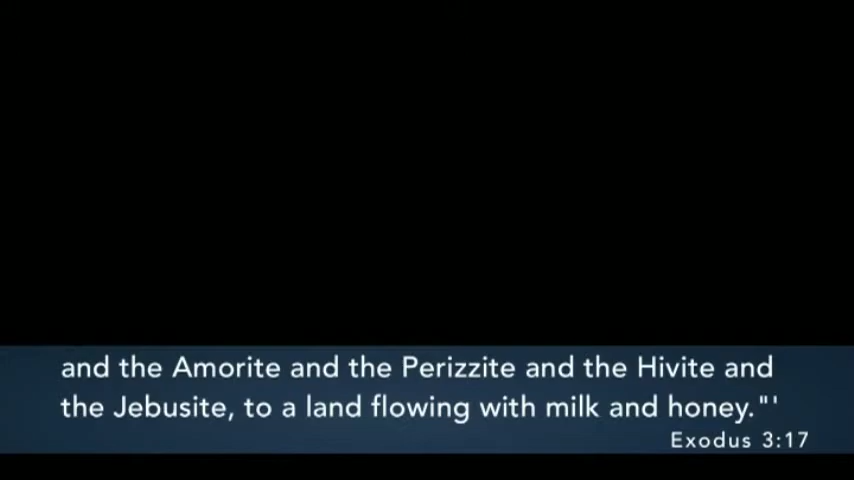 and the Amorite and the Perizzite and the Hivite and
the Jebusite, to a land flowing with milk and honey."'
Exodus 3:17